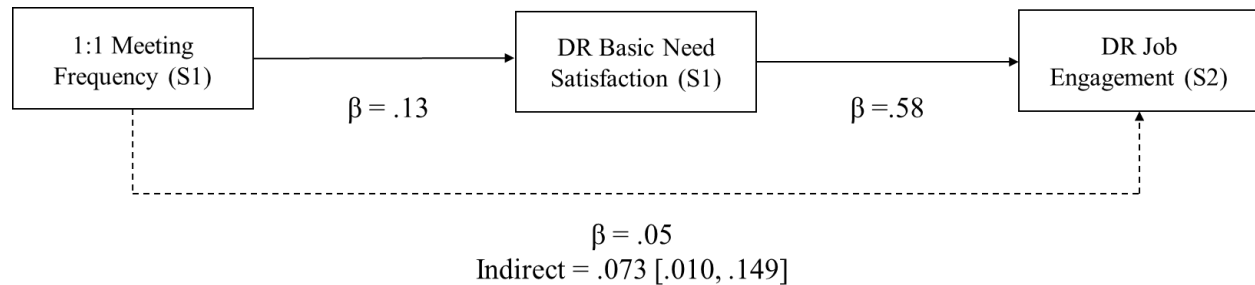 1:1 Meeting
Frequency (S1)
DR Basic Need
Satisfaction (S1)
DR Job
Engagement (S2)
β = .13
β =.58
β = .05
Indirect = .073 [.010, .149]